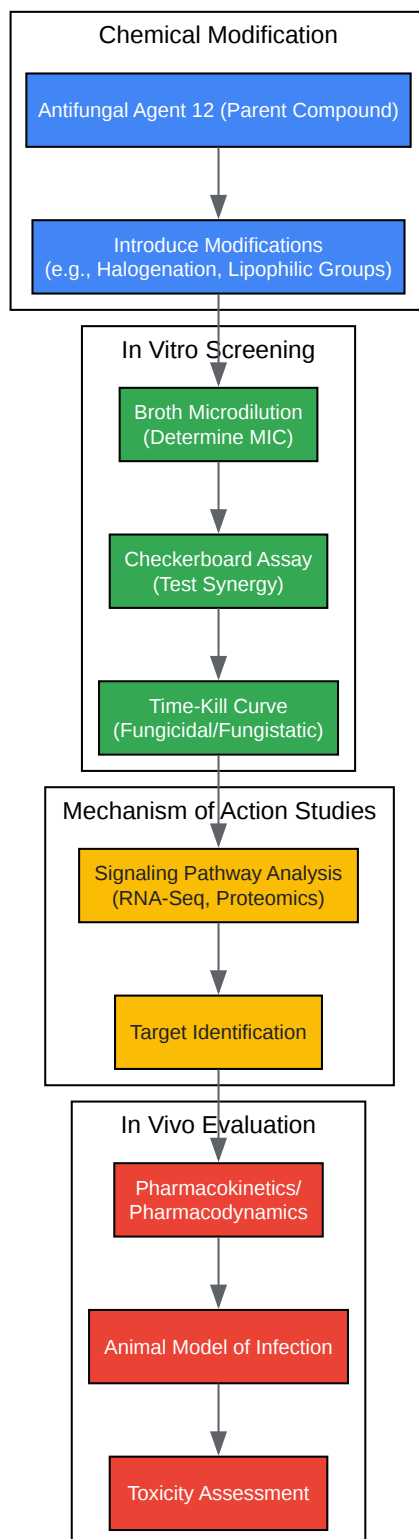 Chemical Modification
Antifungal Agent 12 (Parent Compound)
Introduce Modifications
(e.g., Halogenation, Lipophilic Groups)
In Vitro Screening
Broth Microdilution
(Determine MIC)
Checkerboard Assay
(Test Synergy)
Time-Kill Curve
(Fungicidal/Fungistatic)
Mechanism of Action Studies
Signaling Pathway Analysis
(RNA-Seq, Proteomics)
Target Identification
In Vivo Evaluation
Pharmacokinetics/
Pharmacodynamics
Animal Model of Infection
Toxicity Assessment